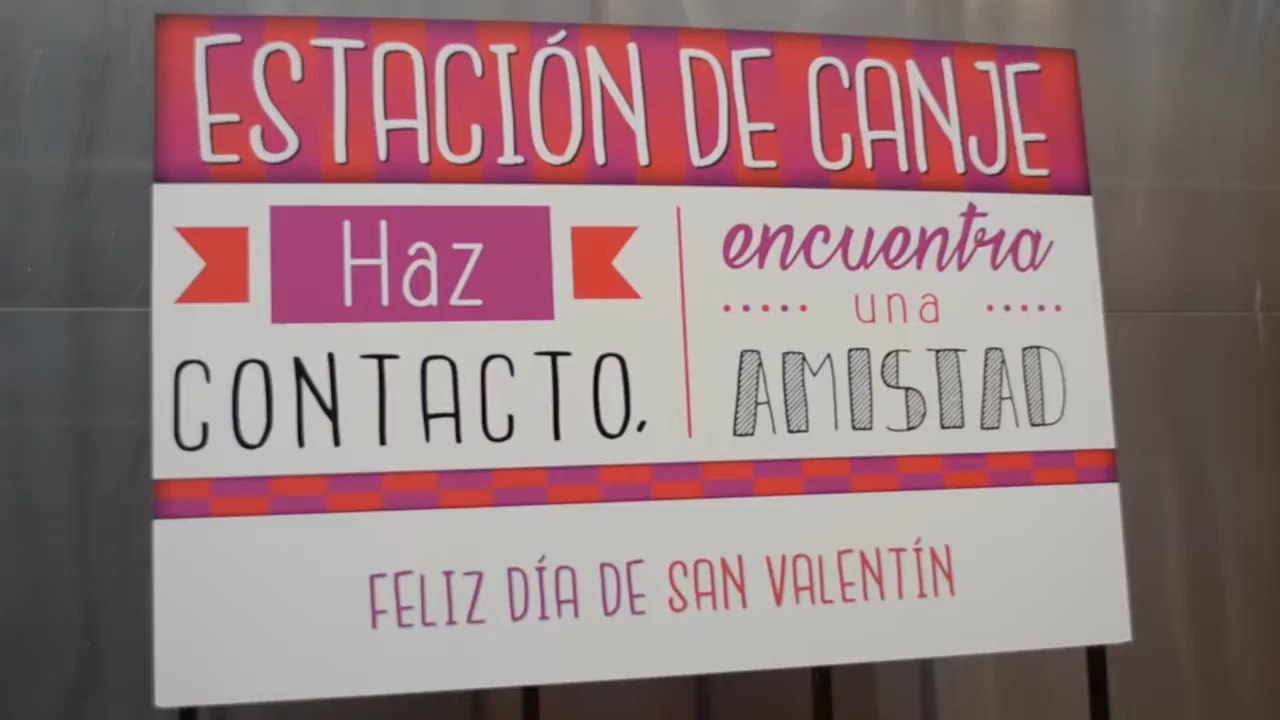 ESTACIÓN DE CANJE
Haz
CONTACTO,
encuentra
una
AMISTAD
FELIZ DÍA DE SAN VALENTÍN